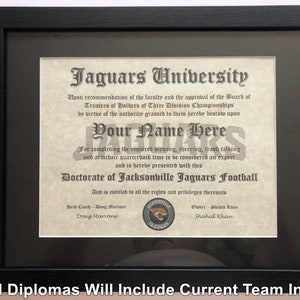 Jaguars University
Upon recommendation of the faculty and the approval of the Board of
Trustees of Holders of Three Division Championships
by virtue of the authority granted to them hereby bestow upon
JAGUARS
Your Name Here
For completing the required viewing, cheering, trash talking
and armchair quarterback time to be considered an expert
and is hereby presented with this
Doctorate of Jacksonville Jaguars Football
And is entitled to all the rights and privileges thereunto
Head Coach - Doug Marrone
Owner - Shahid Khan
Doug Marrone
Shahid Khan
JACKSONVILLE
JAGUARS
l Diplomas Will Include Current Team In